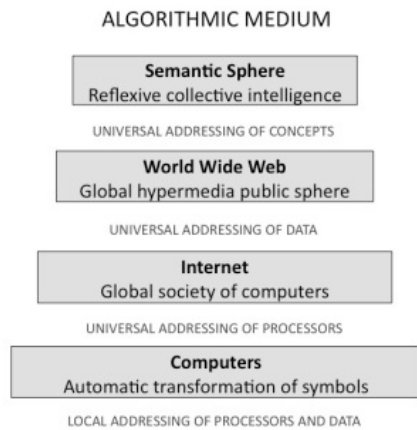 ALGORITHMIC MEDIUM
Semantic Sphere
Reflexive collective intelligence
UNIVERSAL ADDRESSING OF CONCEPTS
World Wide Web
Global hypermedia public sphere
UNIVERSAL ADDRESSING OF DATA
Internet
Global society of computers
UNIVERSAL ADDRESSING OF PROCESSORS
Computers
Automatic transformation of symbols
LOCAL ADDRESSING OF PROCESSORS AND DATA